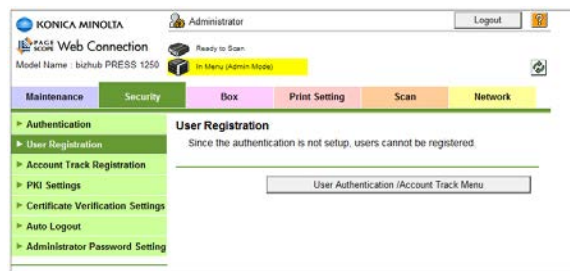 KONICA MINOLTA
Administrator
Logout
?
PAGE SCOPE Web Connection
Ready to Scan
Model Name : bizhub PRESS 1250
In Menu (Admin Mode)
Maintenance Security Box Print Setting Scan Network
Authentication
User Registration
Account Track Registration
PKI Settings
Certificate Verification Settings
Auto Logout
Administrator Password Setting
User Registration
Since the authentication is not setup, users cannot be registered.
User Authentication /Account Track Menu